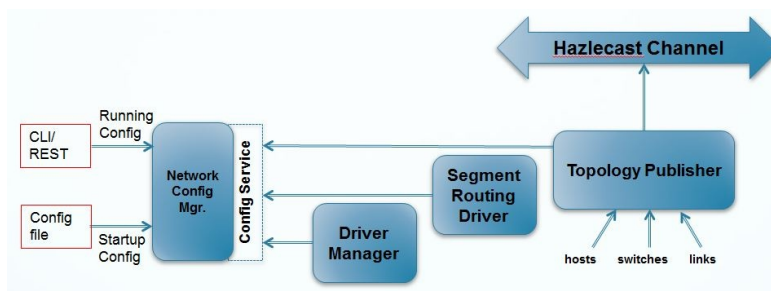 Hazlecast Channel
Running
Config
CLI/
REST
Network
Config
Mgr.
Config Service
Segment
Routing
Driver
Topology Publisher
Config
file
Startup
Config
Driver
Manager
hosts
switches
links